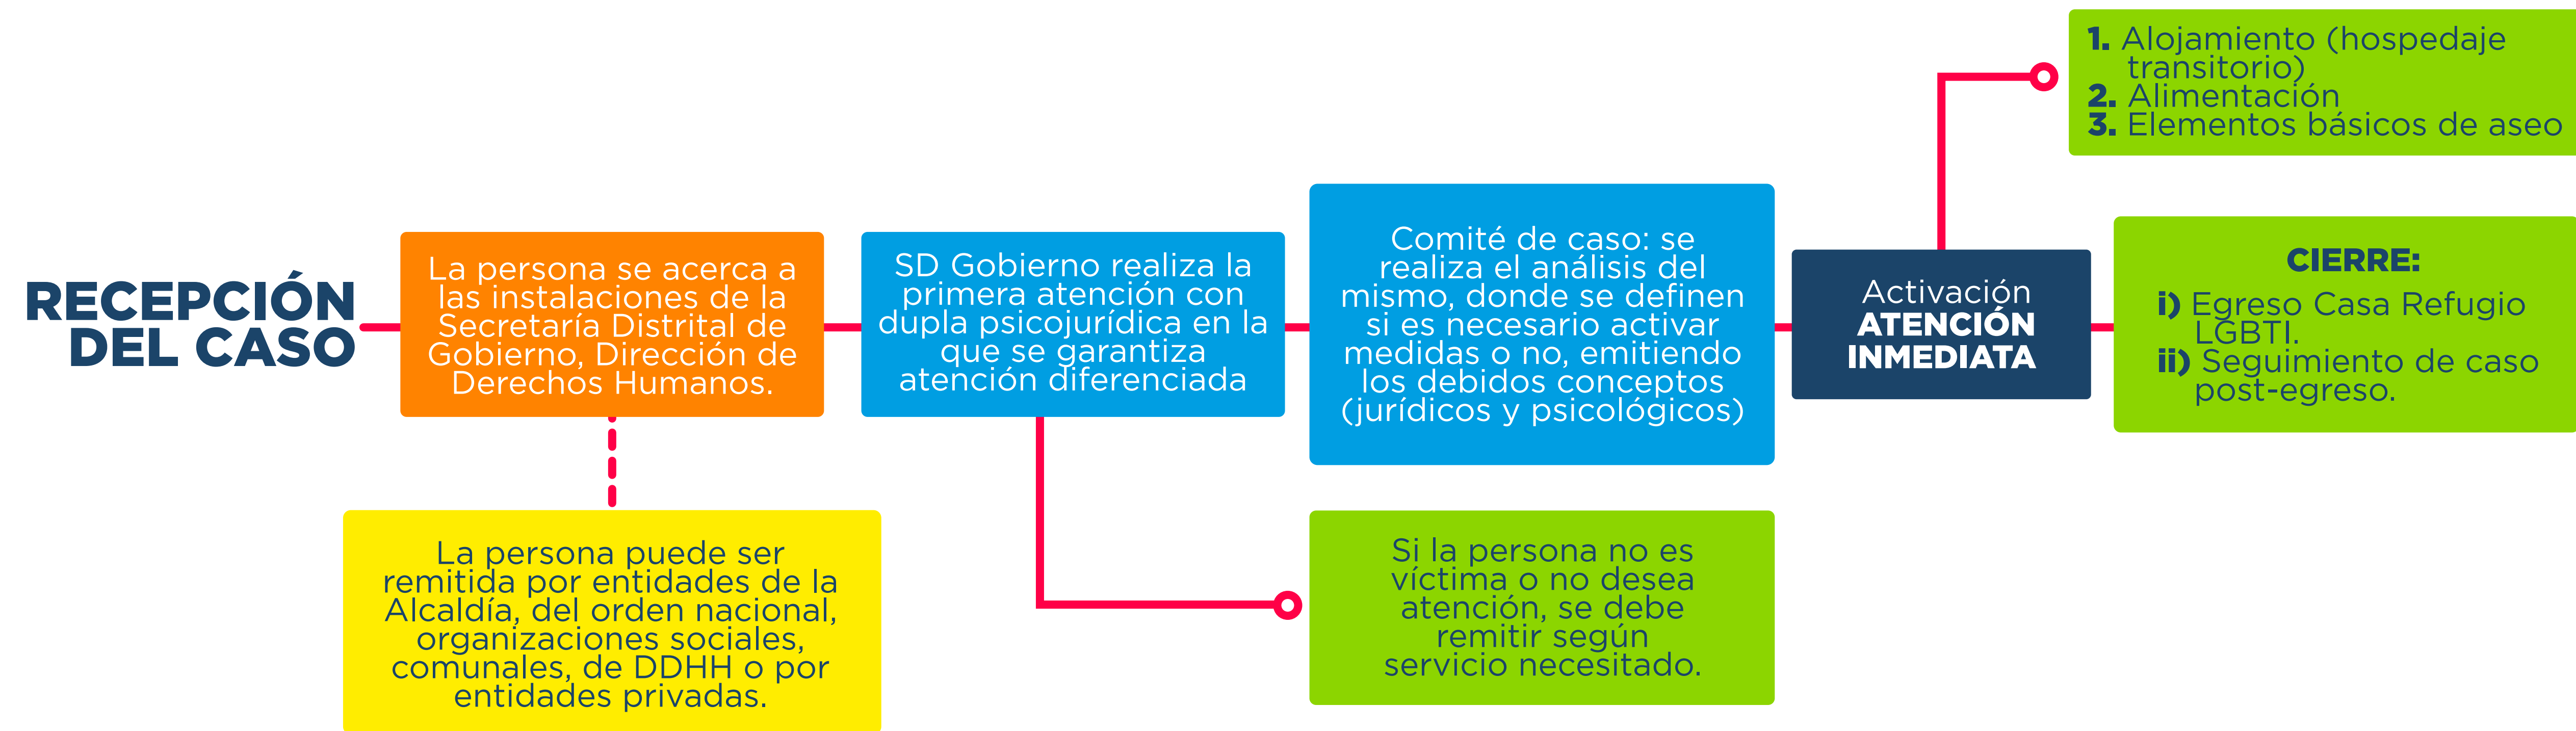 RECEPCIÓN
DEL CASO
La persona se acerca a
las instalaciones de la
Secretaría Distrital de
Gobierno, Dirección de
Derechos Humanos.
La persona puede ser
remitida por entidades de la
Alcaldía, del orden nacional,
organizaciones sociales,
comunales, de DDHH o por
entidades privadas.
SD Gobierno realiza la
primera atención con
dupla psicojurídica en la
que se garantiza
atención diferenciada
Comité de caso: se
realiza el análisis del
mismo, donde se definen
si es necesario activar
medidas o no, emitiendo
los debidos conceptos
(jurídicos y psicológicos)
Si la persona no es
víctima o no desea
atención, se debe
remitir según
servicio necesitado.
Activación
ATENCIÓN
INMEDIATA
1. Alojamiento (hospedaje
transitorio)
2. Alimentación
3. Elementos básicos de aseo
CIERRE:
i) Egreso Casa Refugio
LGBTI.
ii) Seguimiento de caso
post-egreso.